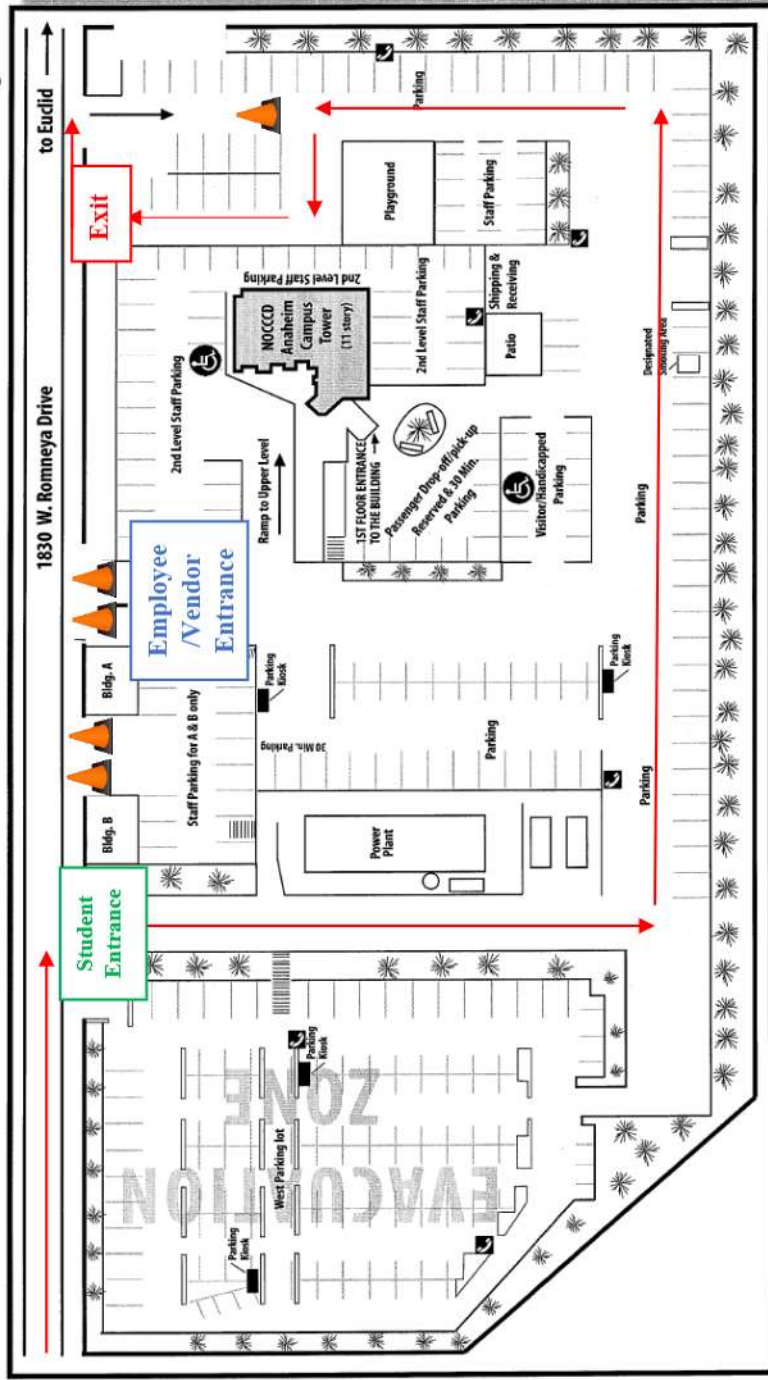 to Euclid
1830 W. Romneya Drive
Exit
Parking
Playground
Staff Parking
2nd Level Staff Parking
NOCCCD
Anaheim
Campus
Tower
(11 story)
2nd Level Staff Parking
Shipping &
Receiving
Patio
2nd Level Staff Parking
Designated
Smoking Area
Ramp to Upper Level
1ST FLOOR ENTRANCE
TO THE BUILDING
Passenger Drop-off/pick-up
Reserved & 30 Min.
Parking
Visitor/Handicapped
Parking
Parking
Employee
/Vendor
Entrance
Bldg. A
Parking
Kiosk
Parking
Kiosk
30 Min. Parking
Parking
Staff Parking for A & B only
Bldg. B
Power
Plant
Parking
Student
Entrance
Parking
Kiosk
West Parking lot
EVACUATION
ZONE
Parking
Kiosk